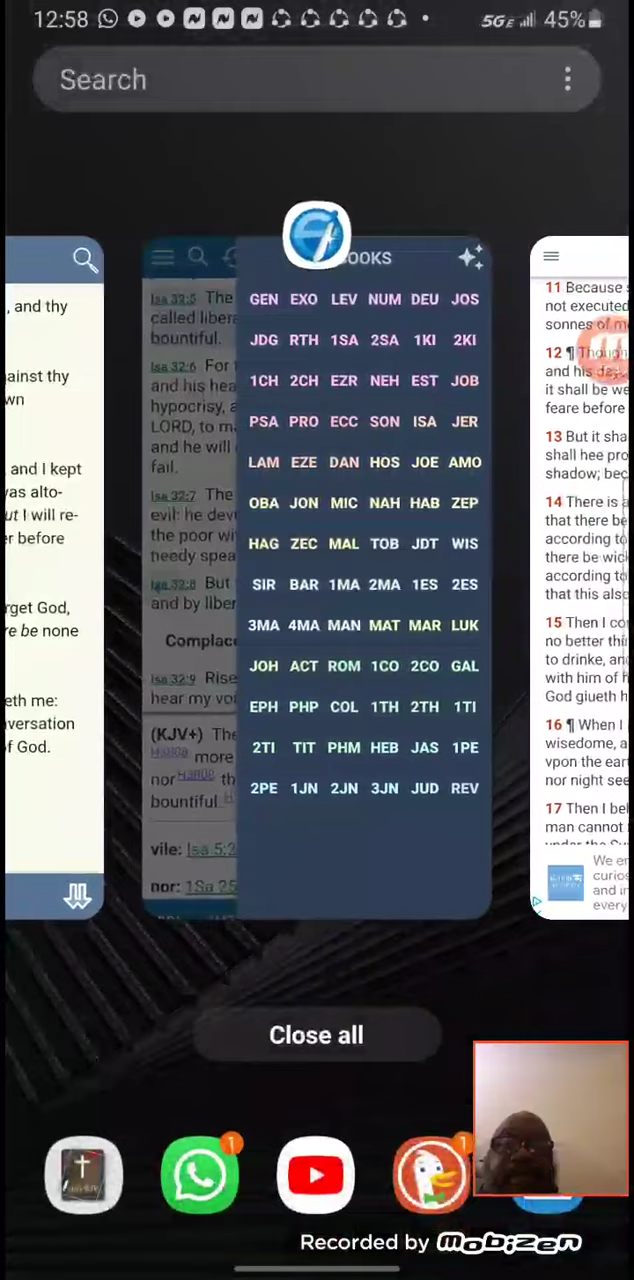 12:58
5GE 45%
Search
, and thy
ainst thy
wn
and I kept
was alto-
ut I will re-
er before
rget God,
re be none
eth me:
versation
f God.
Isa 32:5 The
called libera
bountiful.
Isa 32:6 For
and his hea
hypocrisy, a
LORD, to m
and he will
fail.
Isa 32:7 The
evil: he dev
the poor wi
needy spea
Isa 32:8 But
and by liber
Complac
Isa 32:9 Rise
hear my voi
(KJV+) The
more
nor H3808 th
bountiful. H
vile: Isa 5:2
nor: 1Sa 25
OOKS
GEN EXO LEV NUM DEU JOS
JDG RTH 1SA 2SA 1KI 2KI
1CH 2CH EZR NEH EST JOB
PSA PRO ECC SON ISA JER
LAM EZE DAN HOS JOE AMO
OBA JON MIC NAH HAB ZEP
HAG ZEC MAL TOB JDT WIS
SIR BAR 1MA 2MA 1ES 2ES
3MA 4MA MAN MAT MAR LUK
JOH ACT ROM 1CO 2CO GAL
EPH PHP COL 1TH 2TH 1TI
2TI TIT PHM HEB JAS 1PE
2PE 1JN 2JN 3JN JUD REV
11 Because s
not executed
sonnes of m
12 ¶ Though
and his day
it shall be we
feare before
13 But it sha
shall hee pro
shadow; bec
14 There is a
that there be
according to
there be wick
according to
that this also
15 Then I co
no better thi
to drinke, and
with him of h
God giueth h
16 ¶ When I
wisedome, a
vpon the ear
nor night see
17 Then I bel
man cannot f
We en
curios
and in
every
Close all
1
1
Recorded by mobizen